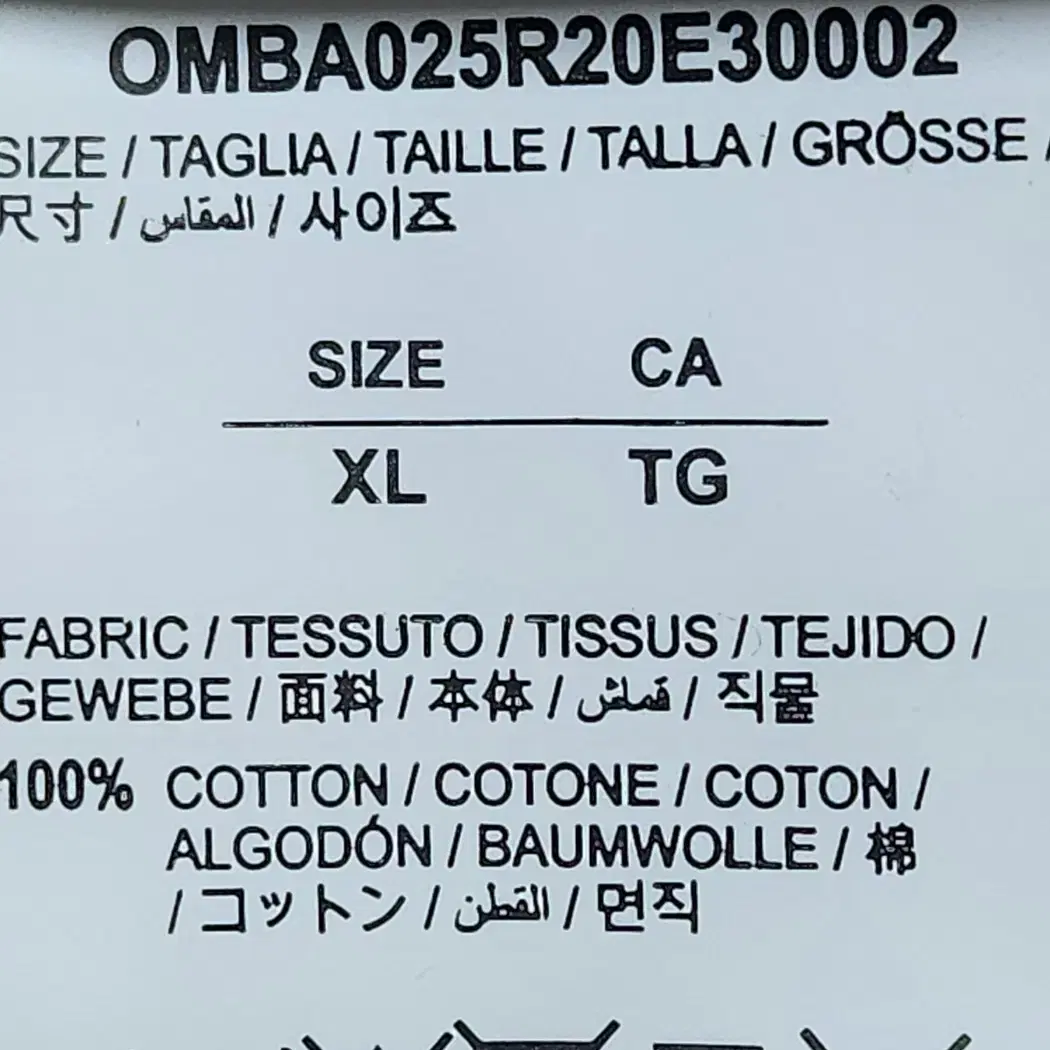 OMBA025R20E30002
SIZE / TAGLIA / TAILLE / TALLA / GRÖSSE /
尺寸 / المقاس / 사이즈
SIZE CA
XL TG
FABRIC / TESSUTO / TISSUS / TEJIDO /
GEWEBE / 面料 / 本体 / قماش / 직물
100% COTTON / COTONE / COTON /
ALGODÓN / BAUMWOLLE / 棉
/ コットン / القطن / 면직